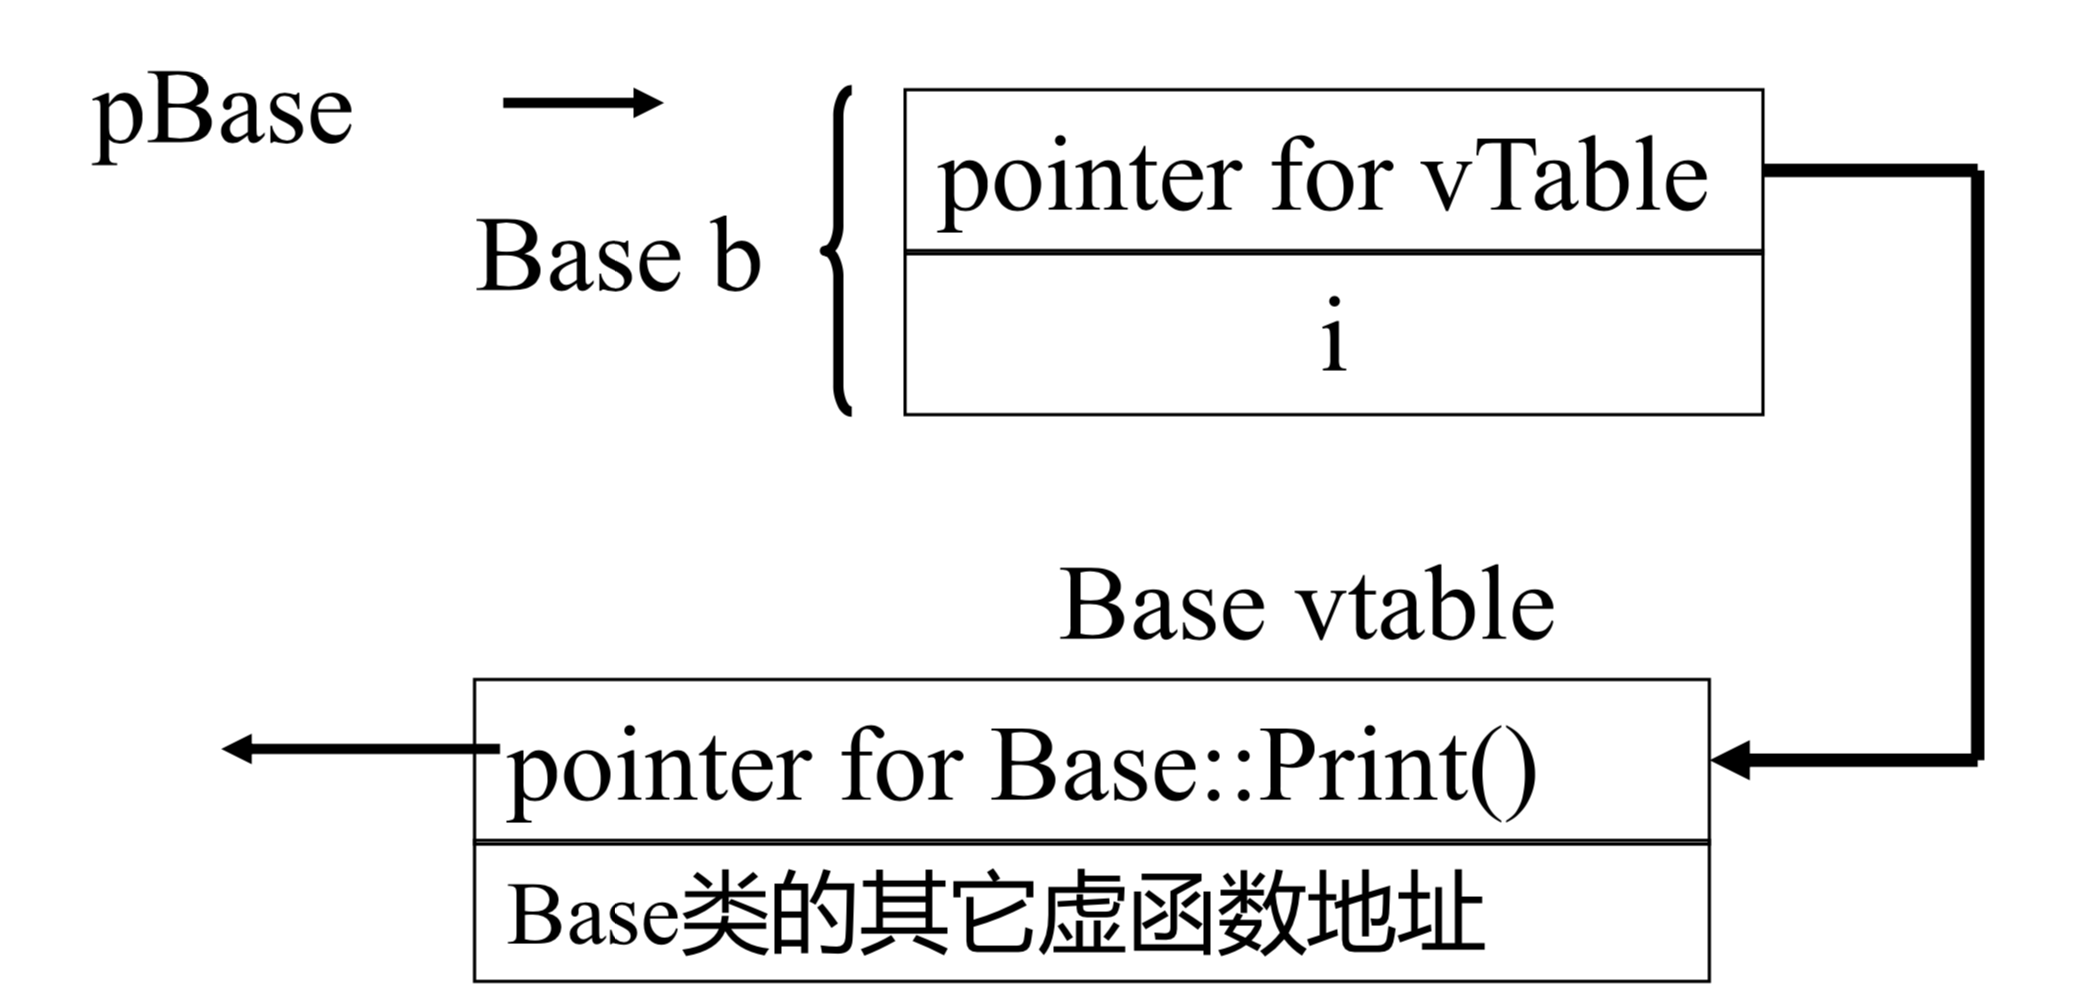 pBase
pointer for vTable
Base b
i
Base vtable
pointer for Base::Print()
Base类的其它虚函数地址